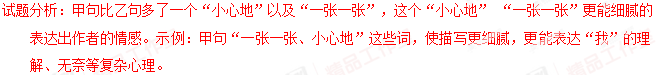 试题分析：甲句比乙句多了一个“小心地”以及“一张一张”，这个“小心地” “一张一张”更能细腻的
表达出作者的情感。示例：甲句“一张一张、小心地”这些词，使描写更细腻，更能表达“我”的理
解、无奈等复杂心理。